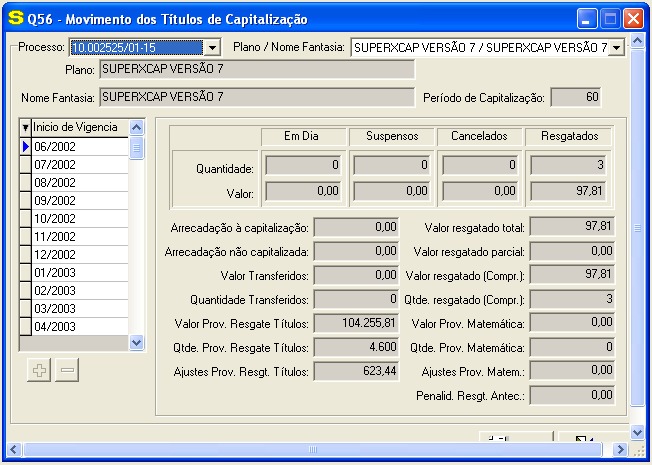 S Q56 - Movimento dos Títulos de Capitalização
Processo: 10.002525/01-15 Plano / Nome Fantasia: SUPERXCAP VERSÃO 7 / SUPERXCAP VERSÃO 7
Plano: SUPERXCAP VERSÃO 7
Nome Fantasia: SUPERXCAP VERSÃO 7 Período de Capitalização: 60
Inicio de Vigencia
06/2002
07/2002
08/2002
09/2002
10/2002
11/2002
12/2002
01/2003
02/2003
03/2003
04/2003
Em Dia Suspensos Cancelados Resgatados
Quantidade: 0 0 0 3
Valor: 0,00 0,00 0,00 97,81
Arrecadação à capitalização: 0,00 Valor resgatado total: 97,81
Arrecadação não capitalizada: 0,00 Valor resgatado parcial: 0,00
Valor Transferidos: 0,00 Valor resgatado (Compr.): 97,81
Quantidade Transferidos: 0 Qtde. resgatado (Compr.): 3
Valor Prov. Resgate Títulos: 104.255,81 Valor Prov. Matemática: 0,00
Qtde. Prov. Resgate Títulos: 4.600 Qtde. Prov. Matemática: 0
Ajustes Prov. Resgt. Títulos: 623,44 Ajustes Prov. Matem.: 0,00
Penalid. Resgt. Antec.: 0,00